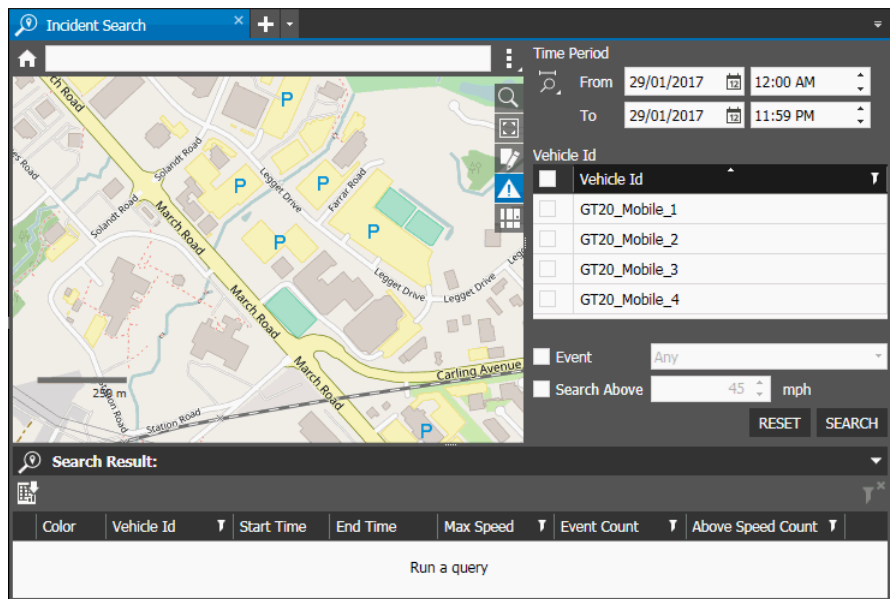 Incident Search
Time Period
From 29/01/2017 12 12:00 AM
To 29/01/2017 12 11:59 PM
Vehicle Id
Vehicle Id
GT20_Mobile_1
GT20_Mobile_2
GT20_Mobile_3
GT20_Mobile_4
Event Any
Search Above 45 mph
RESET SEARCH
March Road
Solandt Road
Solandt Road
Legget Drive
Farrar Road
P
P
P
P
P
P
March Road
Legget Drive
Legget Drive
March Road
March Road
Carling Avenue
250 m
Station Road
Station Road
Search Result:
Color Vehicle Id Start Time End Time Max Speed Event Count Above Speed Count
Run a query